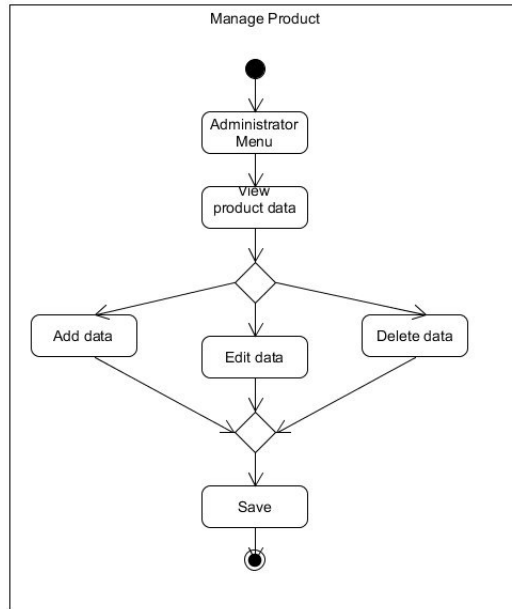 Manage Product
Administrator
Menu
View
product data
Add data
Edit data
Delete data
Save